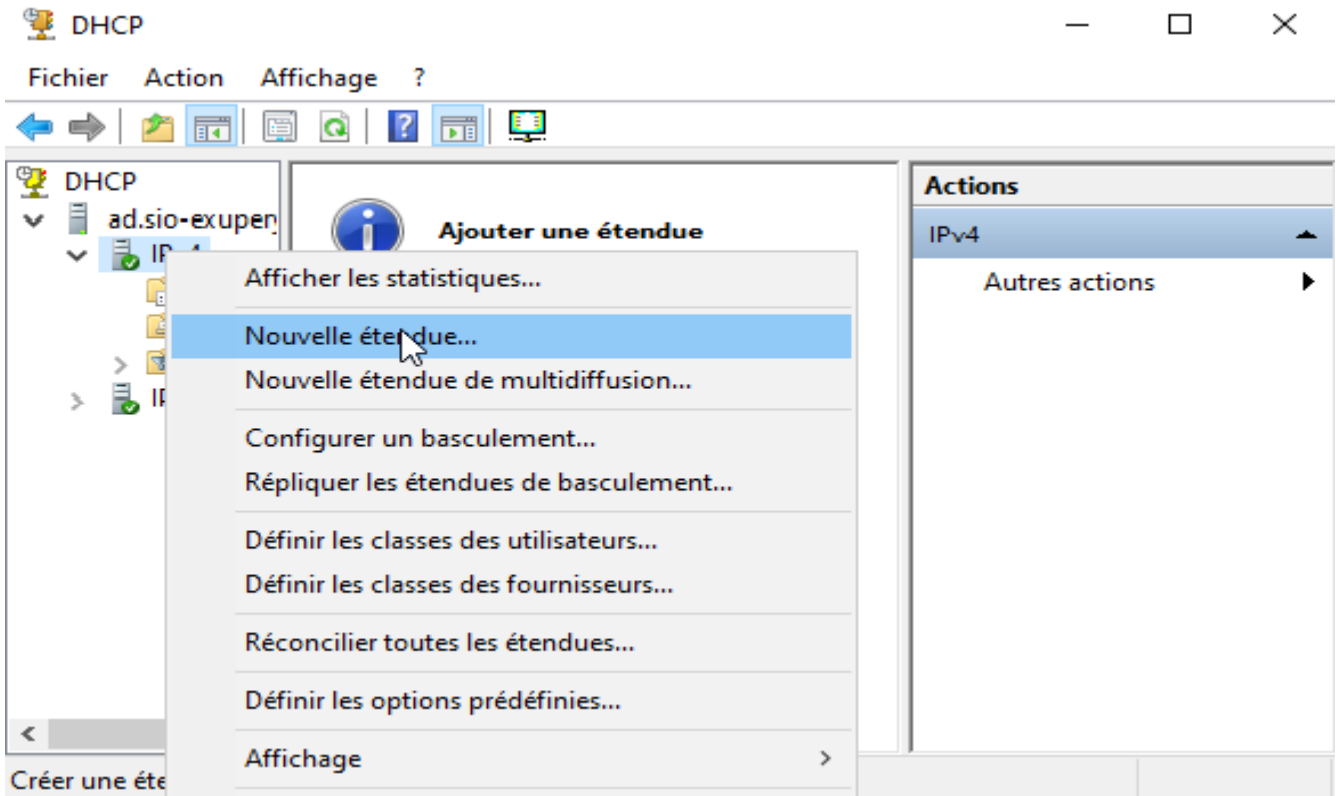 DHCP
Fichier Action Affichage ?
DHCP
ad.sio-exupery
Ajouter une étendue
Actions
IPv4
Autres actions
Afficher les statistiques...
Nouvelle étendue...
Nouvelle étendue de multidiffusion...
Configurer un basculement...
Répliquer les étendues de basculement...
Définir les classes des utilisateurs...
Définir les classes des fournisseurs...
Réconcilier toutes les étendues...
Définir les options prédéfinies...
Affichage
Créer une éte